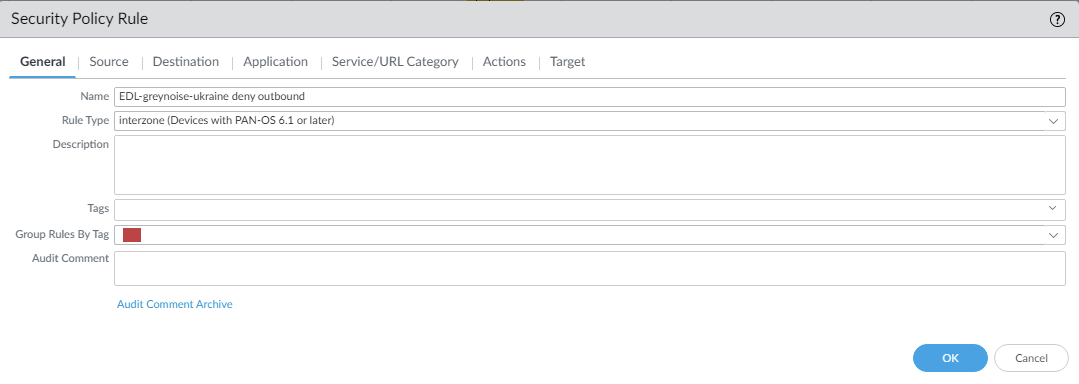 Security Policy Rule
?
General Source Destination Application Service/URL Category Actions Target
Name EDL-greynoise-ukraine deny outbound
Rule Type interzone (Devices with PAN-OS 6.1 or later)
Description
Tags
Group Rules By Tag
Audit Comment
Audit Comment Archive
OK Cancel